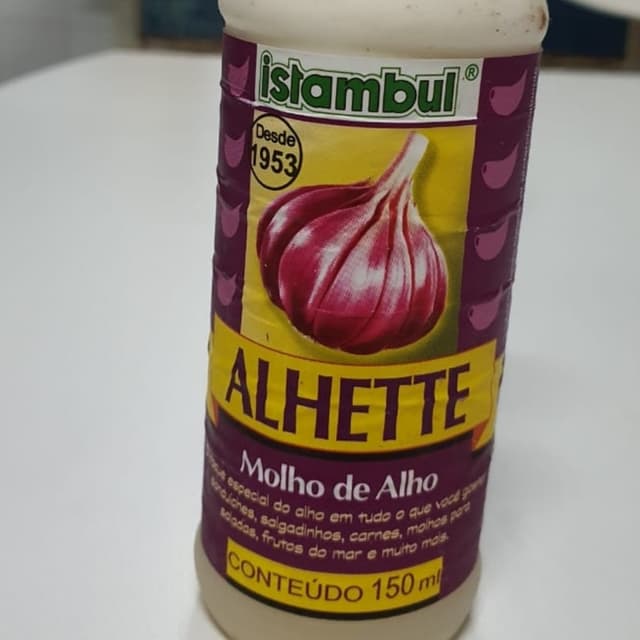 istambul®
Desde
1953
ALHETTE
Molho de Alho
especial do alho em tudo o que você
sanduíches, salgadinhos, carnes, molhos para
saladas, frutos do mar e muito mais.
CONTEÚDO 150 ml